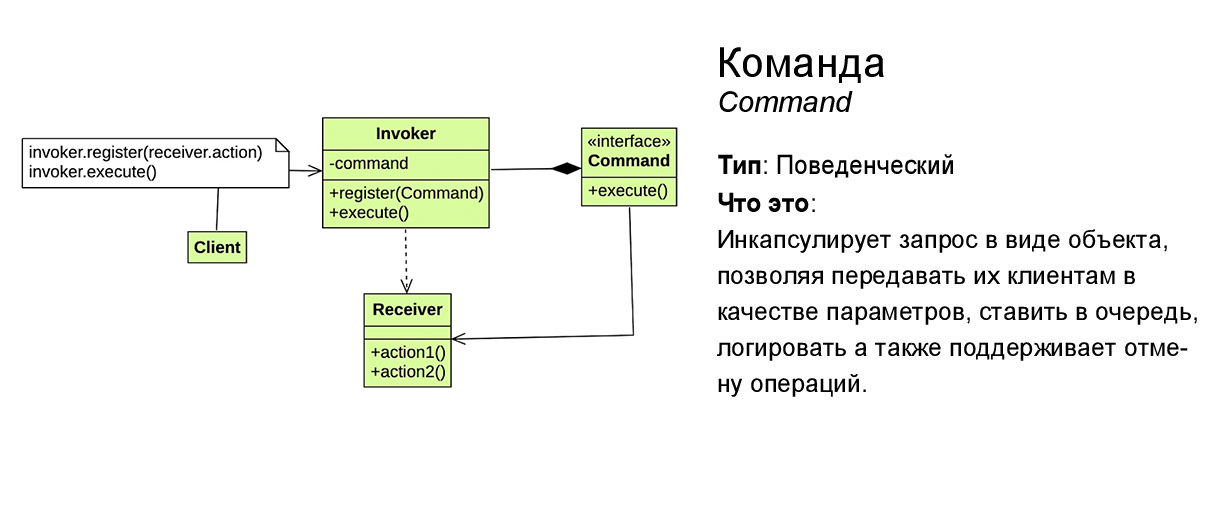 Команда
Command
Тип: Поведенческий
Что это:
Инкапсулирует запрос в виде объекта,
позволяя передавать их клиентам в
качестве параметров, ставить в очередь,
логировать а также поддерживает отме-
ну операций.
invoker.register(receiver.action)
invoker.execute()
Client
Invoker
-command
+register(Command)
+execute()
«interface»
Command
+execute()
Receiver
+action1()
+action2()